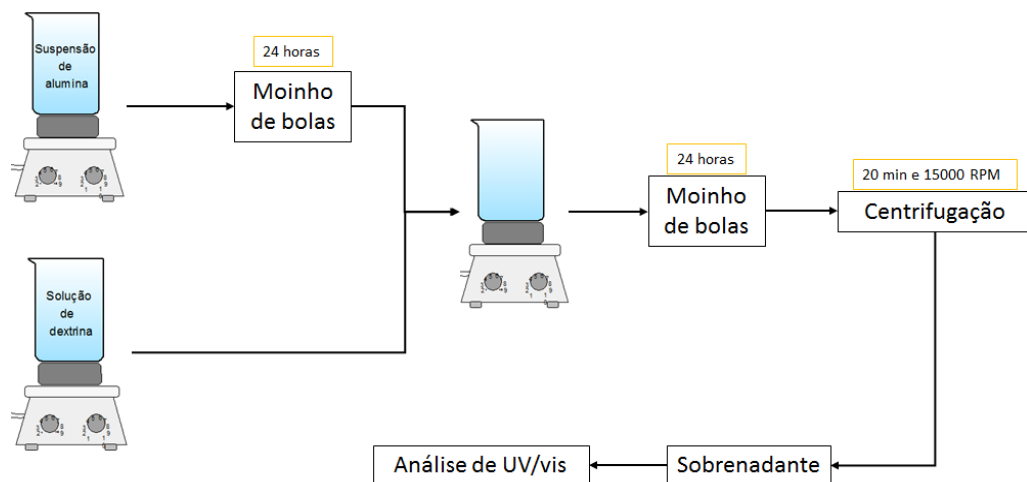 Suspensão
de
alumina
24 horas
Moinho
de bolas
24 horas
Moinho
de bolas
20 min e 15000 RPM
Centrifugação
Solução
de
dextrina
Análise de UV/vis
Sobrenadante